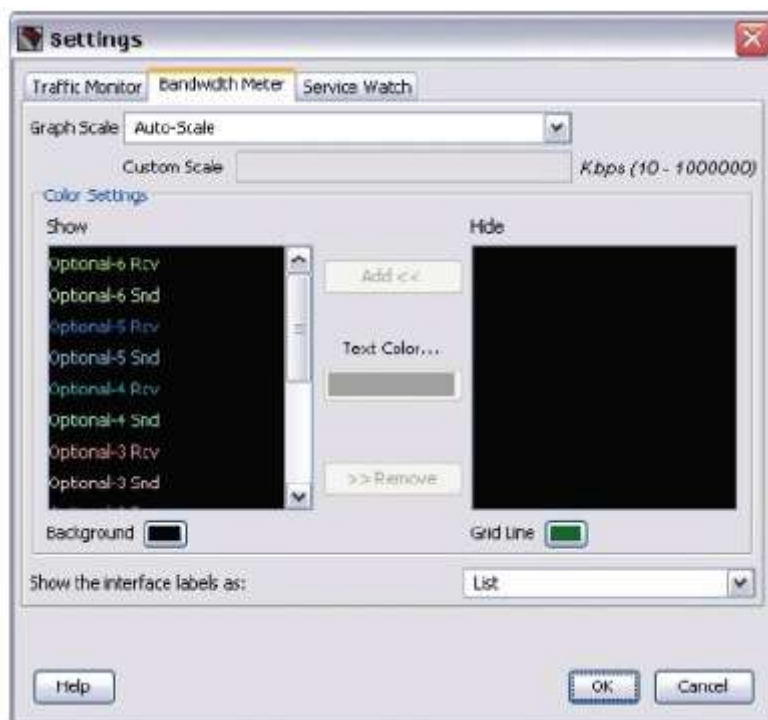 Settings
Traffic Monitor Bandwidth Meter Service Watch
Graph Scale Auto-Scale
Custom Scale Kbps (10 - 1000000)
Color Settings
Show Hide
Optional-6 Rcv
Optional-6 Snd
Optional-5 Rcv
Optional-5 Snd
Optional-4 Rcv
Optional-4 Snd
Optional-3 Rcv
Optional-3 Snd
Add <<
Text Color...
>> Remove
Background Grid Line
Show the interface labels as: List
Help OK Cancel